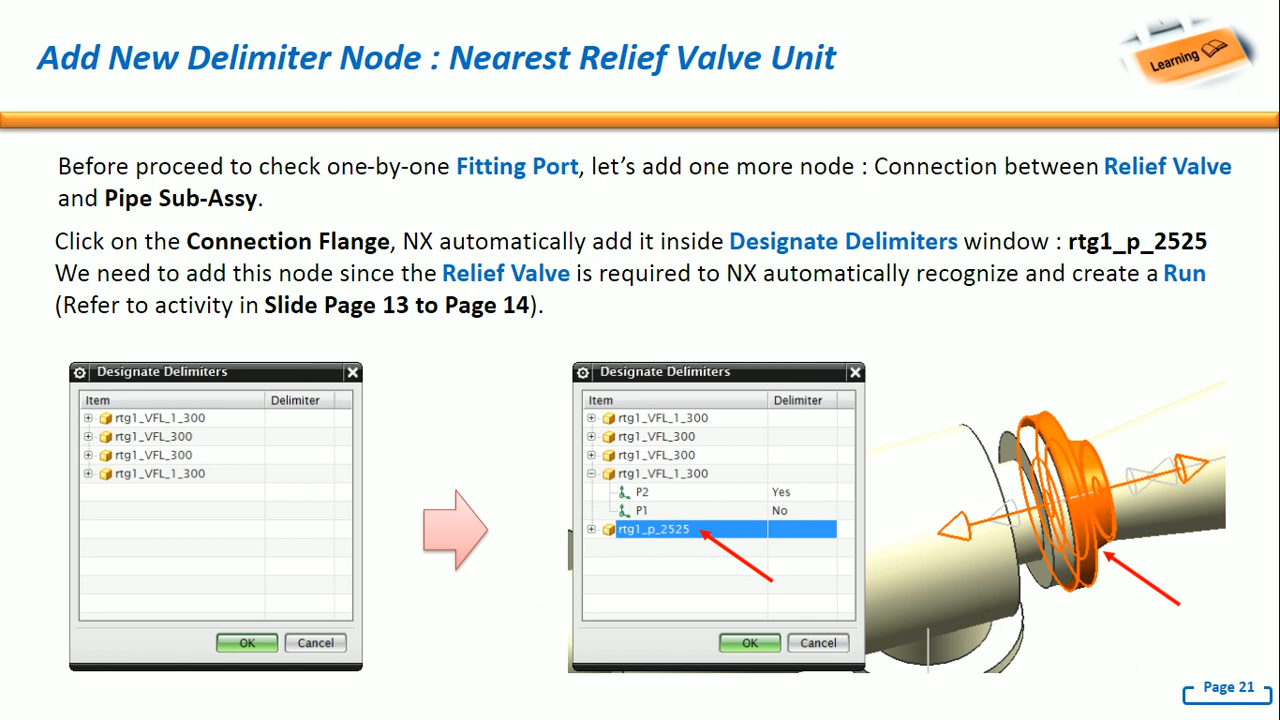 Add New Delimiter Node : Nearest Relief Valve Unit
Learning
Before proceed to check one-by-one Fitting Port, let’s add one more node : Connection between Relief Valve
and Pipe Sub-Assy.
Click on the Connection Flange, NX automatically add it inside Designate Delimiters window : rtg1_p_2525
We need to add this node since the Relief Valve is required to NX automatically recognize and create a Run
(Refer to activity in Slide Page 13 to Page 14).
Designate Delimiters
Item Delimiter
rtg1_VFL_1_300
rtg1_VFL_300
rtg1_VFL_300
rtg1_VFL_1_300
OK Cancel
Designate Delimiters
Item Delimiter
rtg1_VFL_1_300
rtg1_VFL_300
rtg1_VFL_300
rtg1_VFL_1_300
P2 Yes
P1 No
rtg1_p_2525
OK Cancel
Page 21